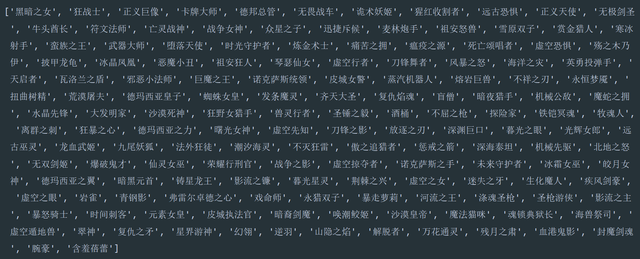 ['黑暗之女', '狂战士', '正义巨像', '卡牌大师', '德邦总管', '无畏战车', '诡术妖姬', '猩红收割者', '远古恐惧', '正义天使', '无极剑圣',
'牛头酋长', '符文法师', '亡灵战神', '战争女神', '众星之子', '迅捷斥候', '麦林炮手', '祖安怒兽', '雪原双子', '赏金猎人', '寒冰
射手', '蛮族之王', '武器大师', '堕落天使', '时光守护者', '炼金术士', '痛苦之拥', '瘟疫之源', '死亡颂唱者', '虚空恐惧', '殇之木乃
伊', '披甲龙龟', '冰晶凤凰', '恶魔小丑', '祖安狂人', '琴瑟仙女', '虚空行者', '刀锋舞者', '风暴之怒', '海洋之灾', '英勇投弹手',
'天启者', '瓦洛兰之盾', '邪恶小法师', '巨魔之王', '诺克萨斯统领', '皮城女警', '蒸汽机器人', '熔岩巨兽', '不祥之刃', '永恒梦魇',
'扭曲树精', '荒漠屠夫', '德玛西亚皇子', '蜘蛛女皇', '发条魔灵', '齐天大圣', '复仇焰魂', '盲僧', '暗夜猎手', '机械公敌', '魔蛇之拥
', '水晶先锋', '大发明家', '沙漠死神', '狂野女猎手', '兽灵行者', '圣锤之毅', '酒桶', '不屈之枪', '探险家', '铁铠冥魂', '牧魂人',
'离群之刺', '狂暴之心', '德玛西亚之力', '曙光女神', '虚空先知', '刀锋之影', '放逐之刃', '深渊巨口', '暮光之眼', '光辉女郎', '远
古巫灵', '龙血武姬', '九尾妖狐', '法外狂徒', '潮汐海灵', '不灭狂雷', '傲之追猎者', '惩戒之箭', '深海泰坦', '机械先驱', '北地之怒
', '无双剑姬', '爆破鬼才', '仙灵女巫', '荣耀行刑官', '战争之影', '虚空掠夺者', '诺克萨斯之手', '未来守护者', '冰霜女巫', '皎月女
神', '德玛西亚之翼', '暗黑元首', '铸星龙王', '影流之镰', '暮光星灵', '荆棘之兴', '虚空之女', '迷失之牙', '生化魔人', '疾风剑豪',
'虚空之眼', '岩雀', '青钢影', '弗雷尔卓德之心', '戏命师', '永猎双子', '暴走萝莉', '河流之王', '涤魂圣枪', '圣枪游侠', '影流之主
', '暴怒骑士', '时间刺客', '元素女皇', '皮城执法官', '暗裔剑魔', '唤潮鲛姬', '沙漠皇帝', '魔法猫咪', '魂锁典狱长', '海兽祭司', '
虚空遁地兽', '翠神', '复仇之矛', '星界游神', '幻翎', '逆羽', '山隐之焰', '解脱者', '万花通灵', '残月之肃', '血港鬼影', '封魔剑魂
', '腕豪', '含羞蓓蕾']